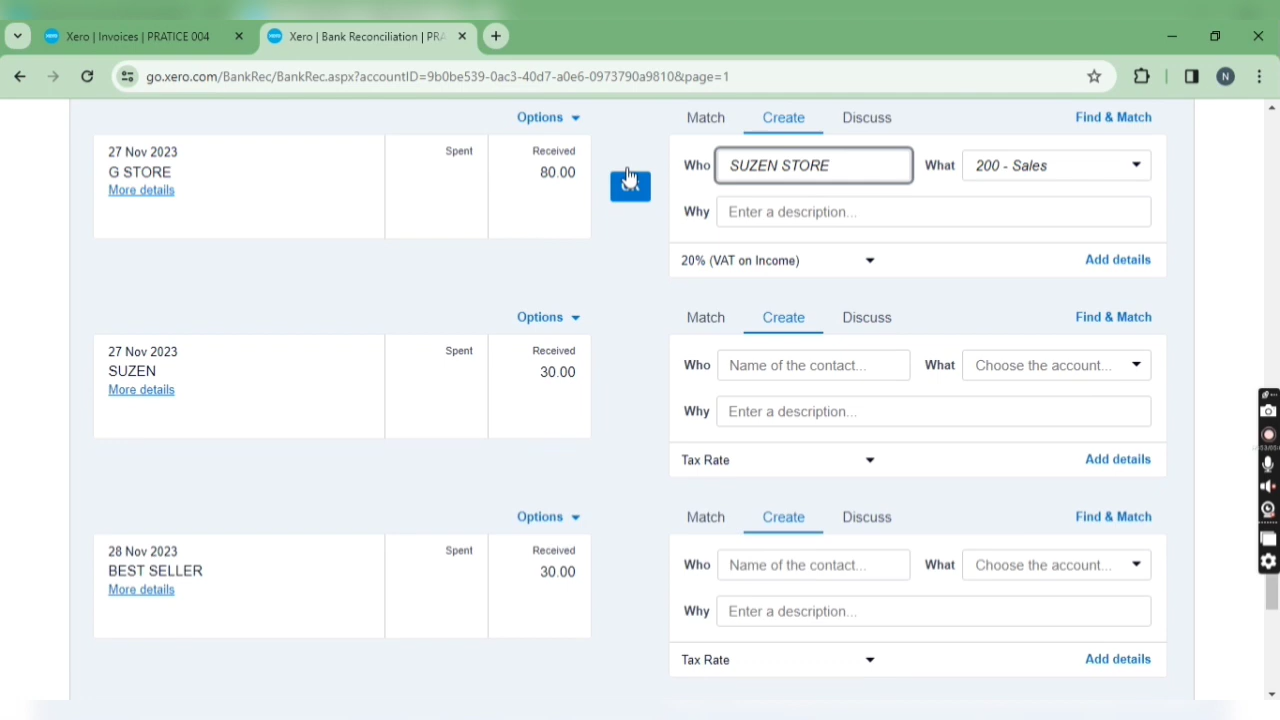 Xero | Invoices | PRATICE 004
Xero | Bank Reconciliation | PR
go.xero.com/BankRec/BankRec.aspx?accountID=9b0be539-0ac3-40d7-a0e6-0973790a9810&page=1
N
Options
Match Create Discuss Find & Match
27 Nov 2023 Spent Received
G STORE 80.00
More details
Who SUZEN STORE What 200 - Sales
Why Enter a description...
20% (VAT on Income) Add details
Options
Match Create Discuss Find & Match
27 Nov 2023 Spent Received
SUZEN 30.00
More details
Who Name of the contact... What Choose the account...
Why Enter a description...
Tax Rate Add details
Options
Match Create Discuss Find & Match
28 Nov 2023 Spent Received
BEST SELLER 30.00
More details
Who Name of the contact... What Choose the account...
Why Enter a description...
Tax Rate Add details